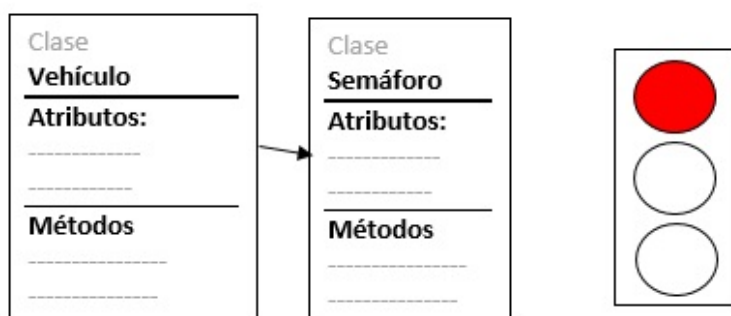 Clase
Vehículo
Atributos:
Métodos
Clase
Semáforo
Atributos:
Métodos